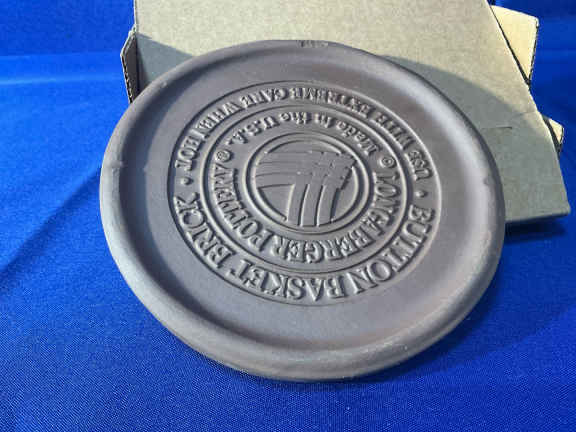 BUTTON BASKET BRICK •
USE WITH EXTREME CARE WHEN HOT •
LONGABERGER POTTERY ®
© Made in the U.S.A.